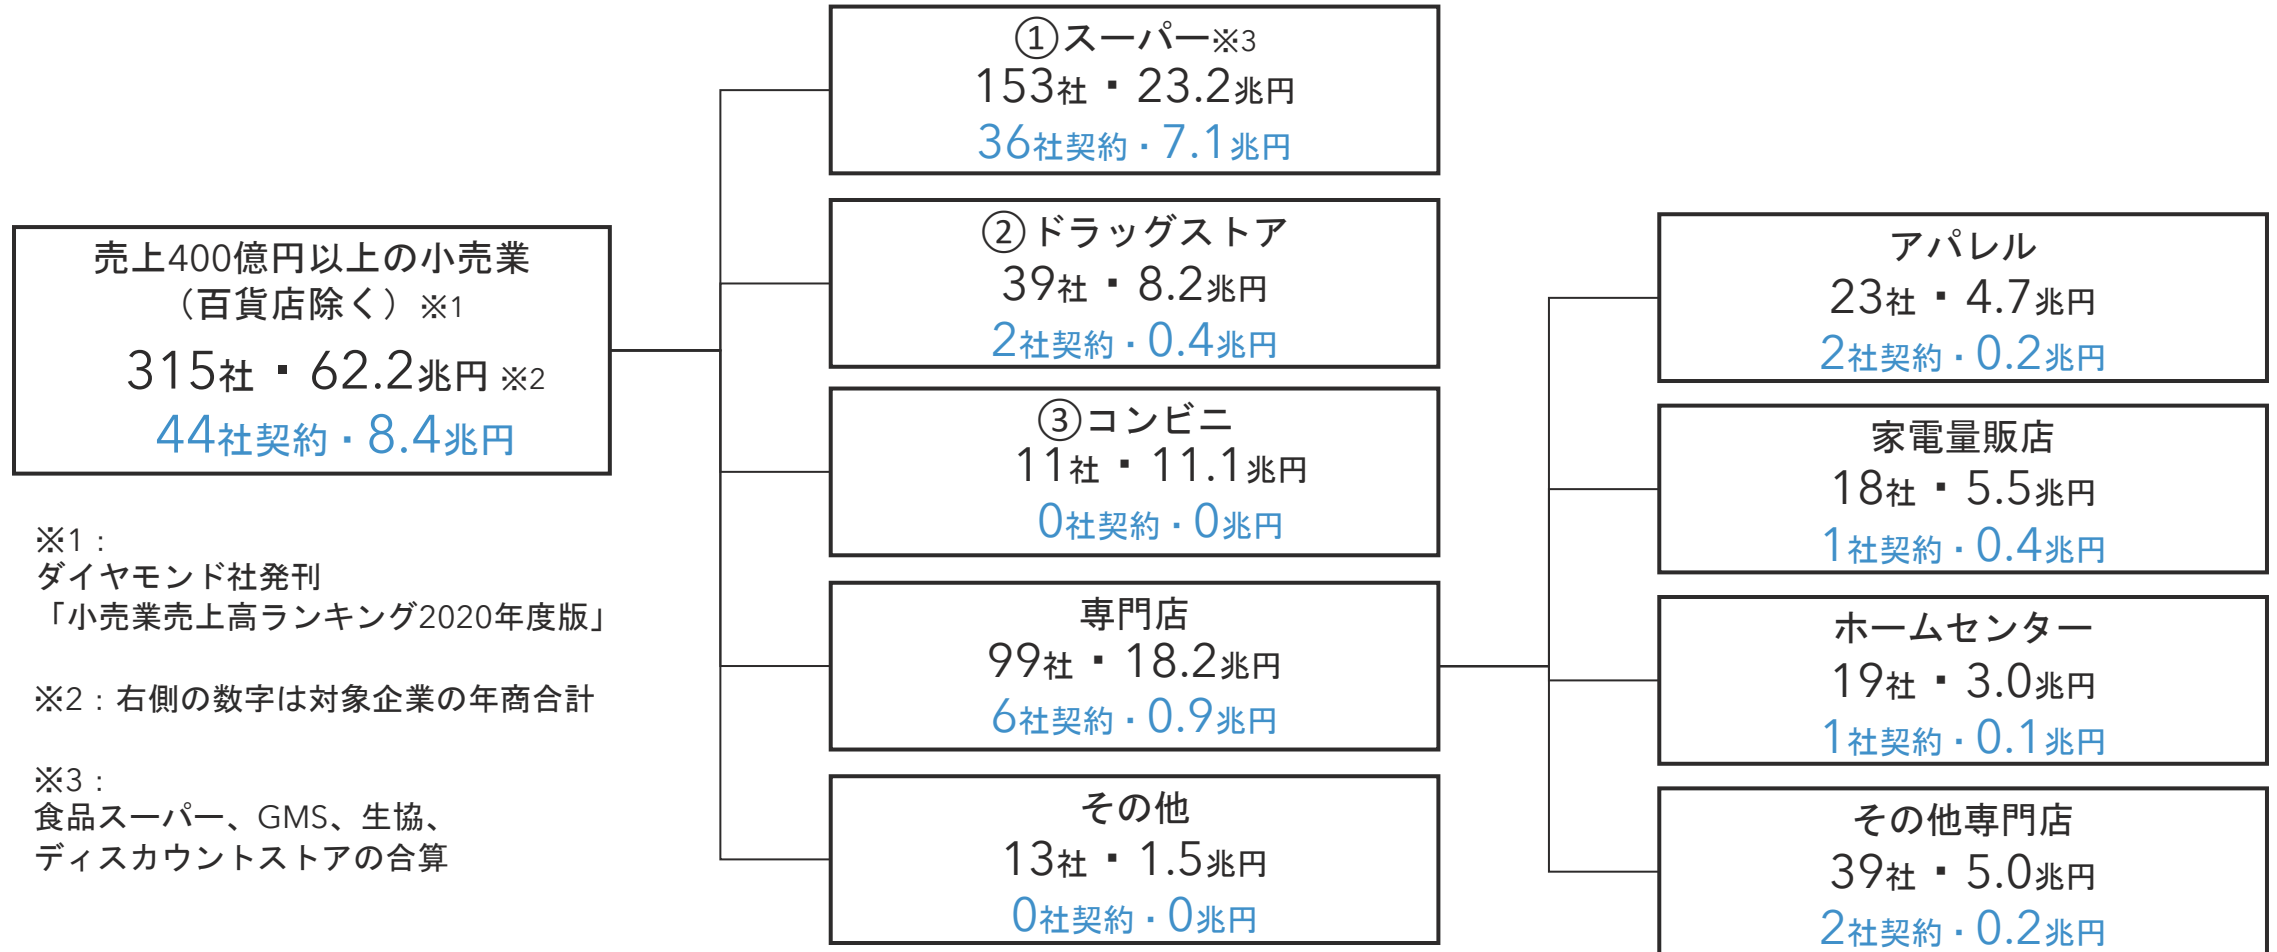 売上400億円以上の小売業
（百貨店除く）※1
315社・62.2兆円 ※2
44社契約・8.4兆円
※1：
ダイヤモンド社発刊
「小売業売上高ランキング2020年度版」
※2：右側の数字は対象企業の年商合計
※3：
食品スーパー、GMS、生協、
ディスカウントストアの合算
①スーパー※3
153社・23.2兆円
36社契約・7.1兆円
②ドラッグストア
39社・8.2兆円
2社契約・0.4兆円
③コンビニ
11社・11.1兆円
0社契約・0兆円
専門店
99社・18.2兆円
6社契約・0.9兆円
その他
13社・1.5兆円
0社契約・0兆円
アパレル
23社・4.7兆円
2社契約・0.2兆円
家電量販店
18社・5.5兆円
1社契約・0.4兆円
ホームセンター
19社・3.0兆円
1社契約・0.1兆円
その他専門店
39社・5.0兆円
2社契約・0.2兆円